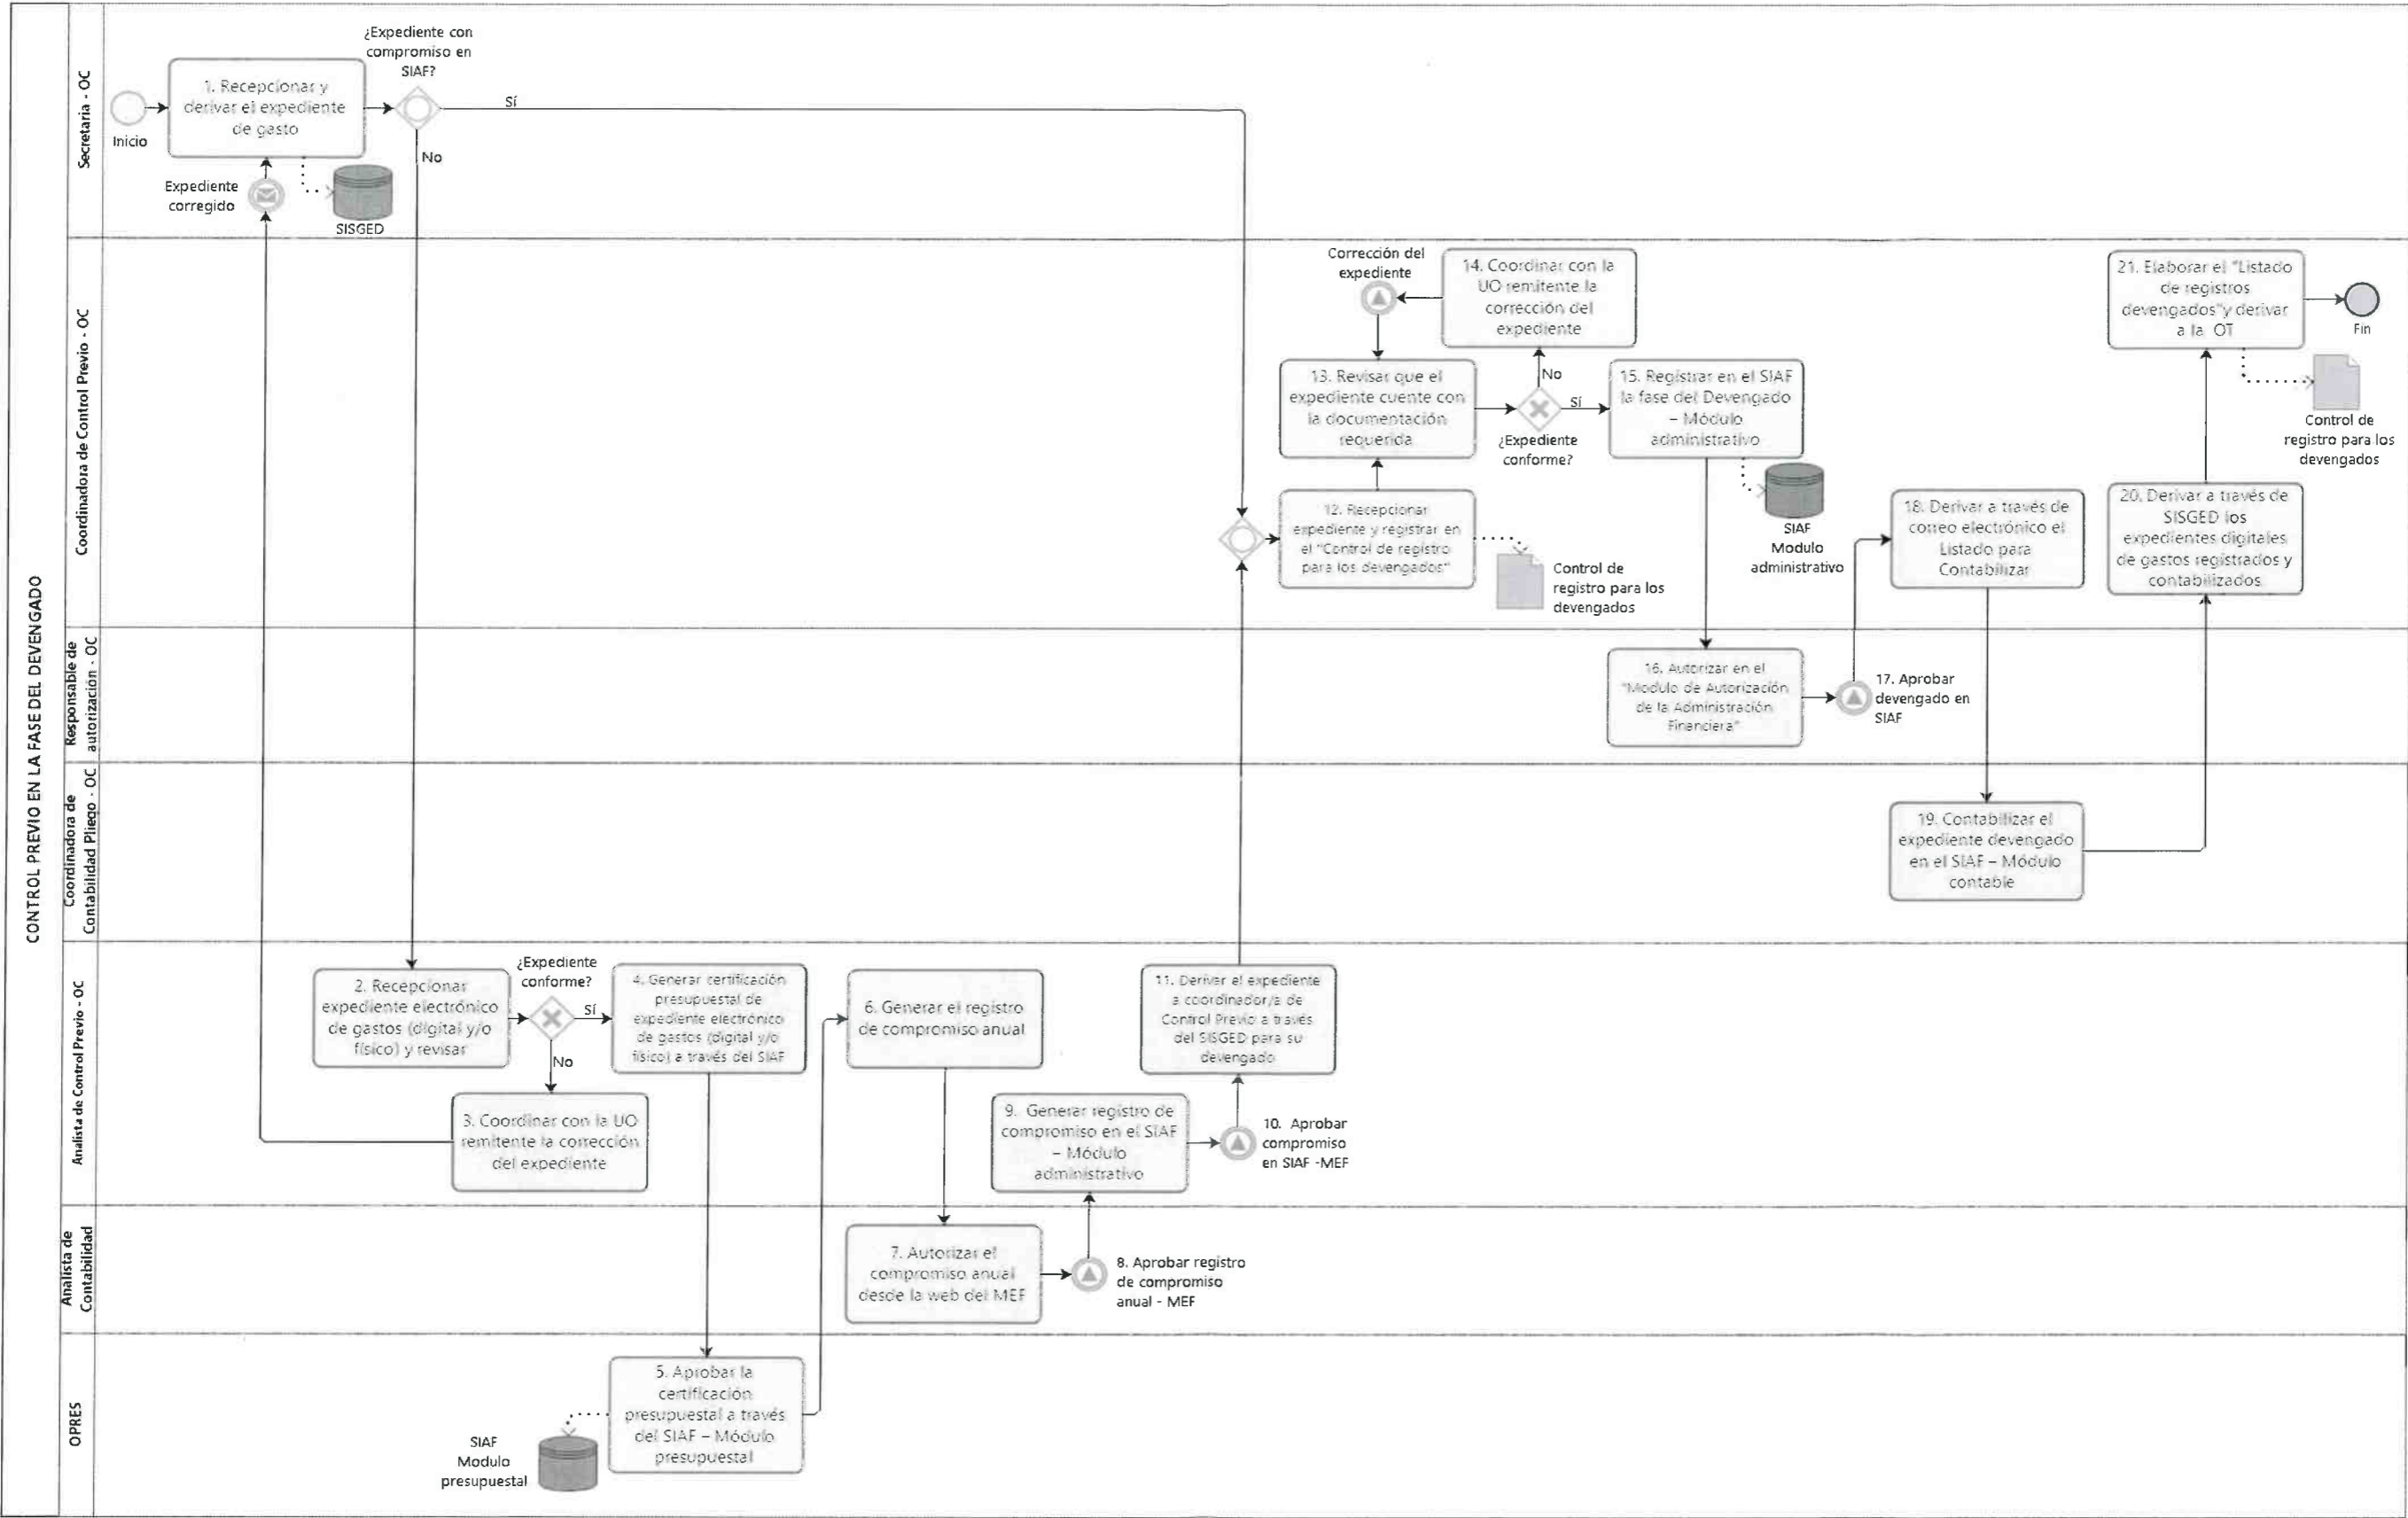 CONTROL PREVIO EN LA FASE DEL DEVENGADO
Secretaria - OC
Inicio
1. Recepcionar y
derivar el expediente
de gasto
¿Expediente con
compromiso en
SIAF?
Sí
No
Expediente
corregido
SISGED
Coordinadora de Control Previo - OC
Corrección del
expediente
14. Coordinar con la
UO remitente la
corrección del
expediente
13. Revisar que el
expediente cuente con
la documentación
requerida
No
Sí
¿Expediente
conforme?
15. Registrar en el SIAF
la fase del Devengado
– Módulo
administrativo
SIAF
Modulo
administrativo
12. Recepcionar
expediente y registrar en
el "Control de registro
para los devengados"
Control de
registro para los
devengados
18. Derivar a través de
correo electrónico el
Listado para
Contabilizar
20. Derivar a través de
SISGED los
expedientes digitales
de gastos registrados y
contabilizados
21. Elaborar el "Listado
de registros
devengados"y derivar
a la OT
Fin
Control de
registro para los
devengados
Responsable de
autorización - OC
16. Autorizar en el
"Modulo de Autorización
de la Administración
Financiera"
17. Aprobar
devengado en
SIAF
Coordinadora de
Contabilidad Pliego - OC
19. Contabilizar el
expediente devengado
en el SIAF – Módulo
contable
Analista de Control Previo - OC
2. Recepcionar
expediente electrónico
de gastos (digital y/o
físico) y revisar
¿Expediente
conforme?
Sí
No
3. Coordinar con la UO
remitente la corrección
del expediente
4. Generar certificación
presupuestal de
expediente electrónico
de gastos (digital y/o
físico) a través del SIAF
6. Generar el registro
de compromiso anual
9. Generar registro de
compromiso en el SIAF
– Módulo
administrativo
10. Aprobar
compromiso
en SIAF -MEF
11. Derivar el expediente
a coordinador/a de
Control Previo a través
del SISGED para su
devengado
Analista de
Contabilidad
7. Autorizar el
compromiso anual
desde la web del MEF
8. Aprobar registro
de compromiso
anual - MEF
OPRES
5. Aprobar la
certificación
presupuestal a través
del SIAF – Módulo
presupuestal
SIAF
Modulo
presupuestal